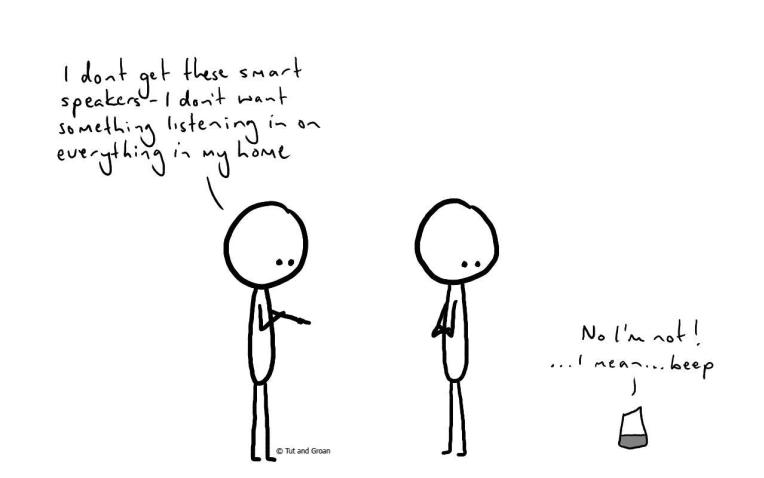 I dont get these smart
speakers - I don't want
something listening in on
everything in my home
No I'm not!
...I mean...beep
© Tut and Groan